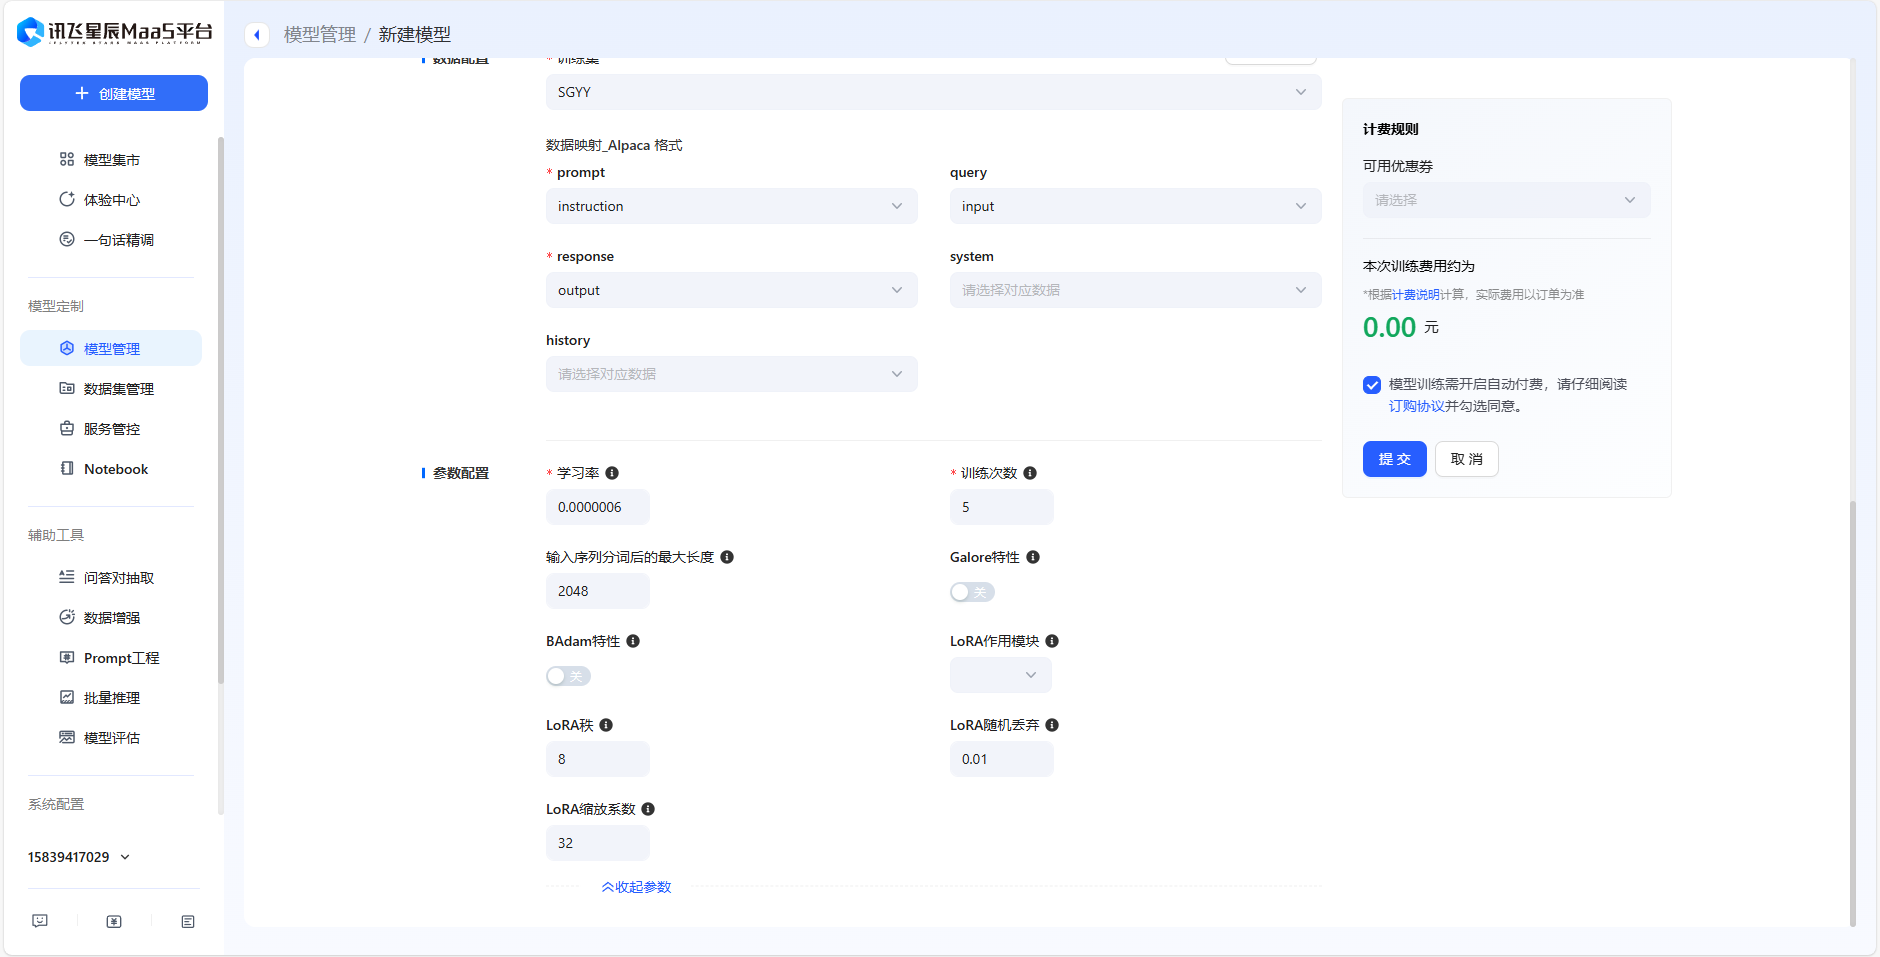 讯飞星辰MaaS平台
IFLYTEK STARS MAAS PLATFORM
创建模型
模型集市
体验中心
一句话精调
模型定制
模型管理
数据集管理
服务管控
Notebook
辅助工具
问答对抽取
数据增强
Prompt工程
批量推理
模型评估
系统配置
15839417029
模型管理 / 新建模型
数据配置
* 训练集
SGYY
数据映射_Alpaca 格式
* prompt
instruction
query
input
* response
output
system
请选择对应数据
history
请选择对应数据
参数配置
* 学习率
0.0000006
* 训练次数
5
输入序列分词后的最大长度
2048
Galore特性
关
BAdam特性
关
LoRA作用模块
LoRA秩
8
LoRA随机丢弃
0.01
LoRA缩放系数
32
收起参数
计费规则
可用优惠券
请选择
本次训练费用约为
*根据计费说明计算，实际费用以订单为准
0.00 元
模型训练需开启自动付费，请仔细阅读
订购协议并勾选同意。
提 交
取 消